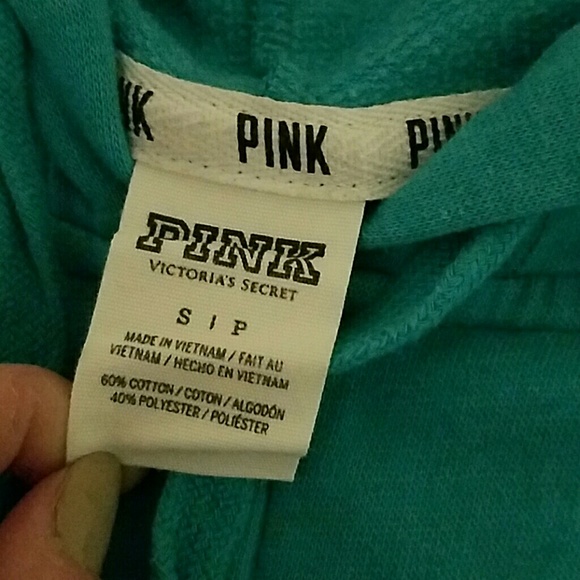 NK PINK PINK
PINK
VICTORIA'S SECRET
S / P
MADE IN VIETNAM / FAIT AU
VIETNAM / HECHO EN VIETNAM
60% COTTON / COTON / ALGODÓN
40% POLYESTER / POLIÉSTER